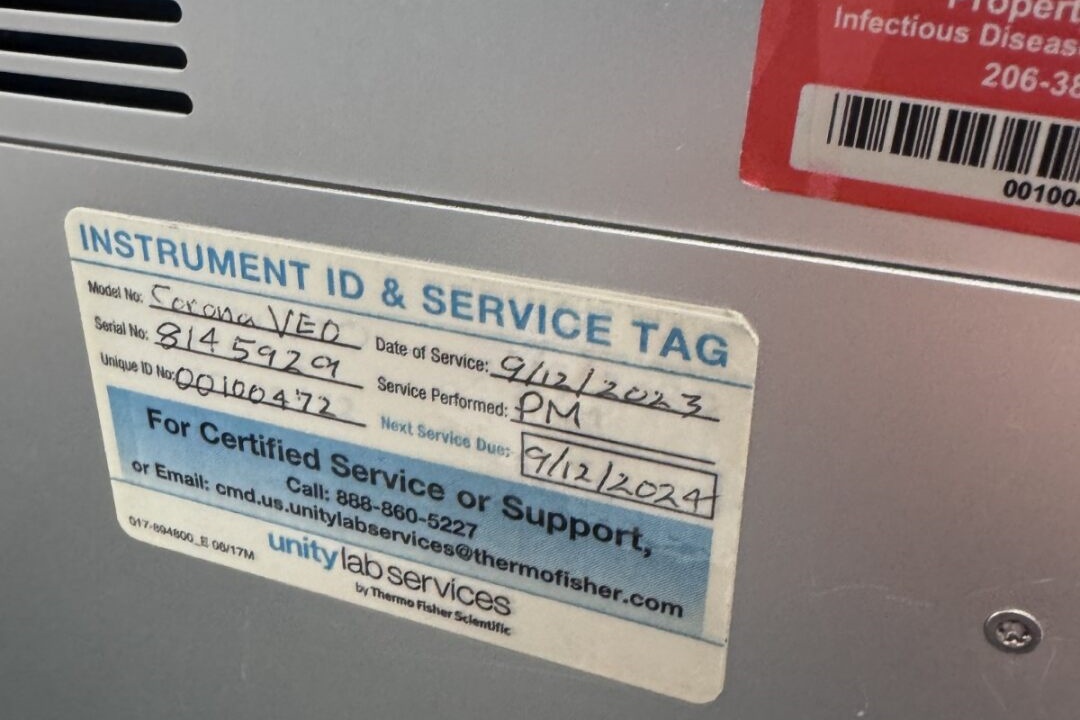 Infectious
206-38
00100
INSTRUMENT ID & SERVICE TAG
Model No: Corona VEO
Serial No: 8145929
Unique ID No: 00100472
Date of Service: 9/12/2023
Service Performed: PM
Next Service Due: 9/12/2024
For Certified Service or Support,
Call: 888-860-5227
or Email: cmd.us.unitylabservices@thermofisher.com
017-894800_E 06/17M
unity lab services
by Thermo Fisher Scientific